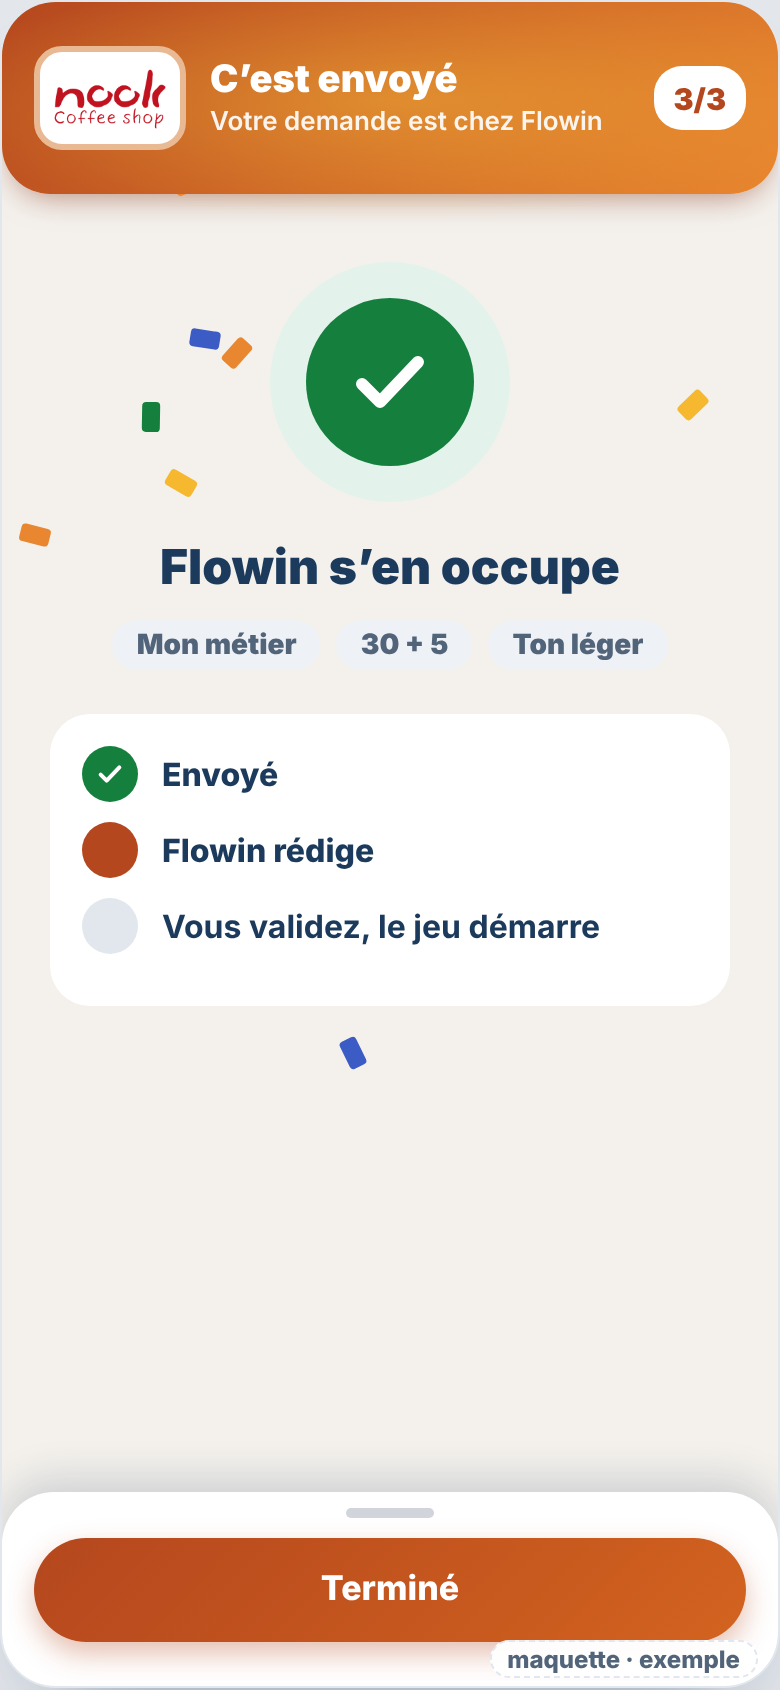 nook
Coffee shop
C’est envoyé
Votre demande est chez Flowin
3/3
Flowin s’en occupe
Mon métier
30 + 5
Ton léger
Envoyé
Flowin rédige
Vous validez, le jeu démarre
Terminé
maquette · exemple